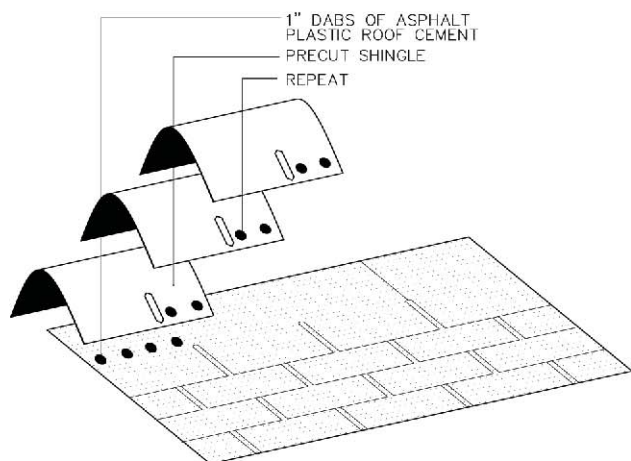 1" DABS OF ASPHALT
PLASTIC ROOF CEMENT
PRECUT SHINGLE
REPEAT